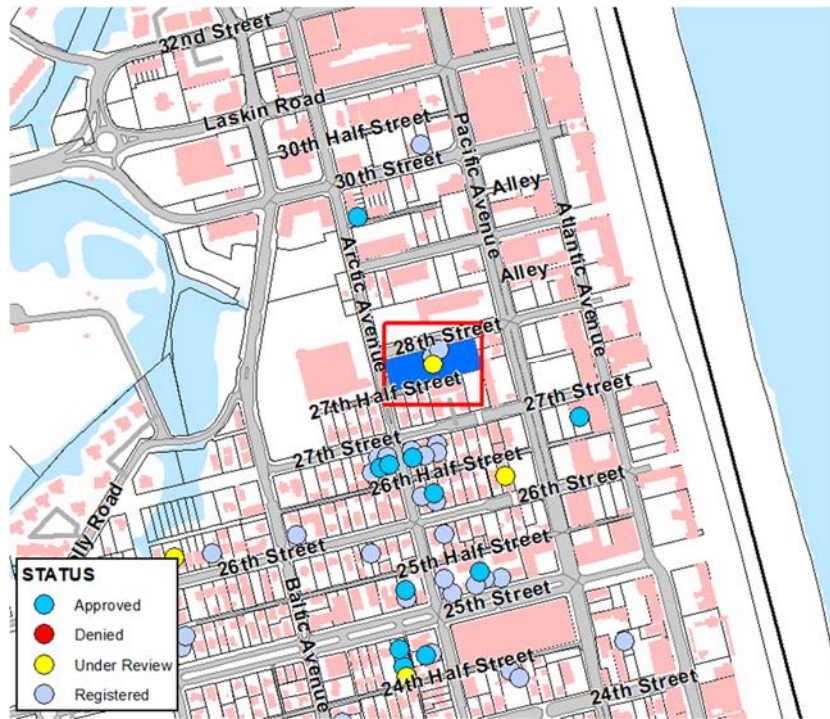 32nd Street
Laskin Road
30th Half Street
30th Street
Pacific Avenue
Alley
Arctic Avenue
Atlantic Avenue
Alley
28th Street
27th Half Street
27th Street
27th Street
26th Half Street
26th Street
26th Street
25th Half Street
25th Street
Baltic Avenue
24th Half Street
24th Street
lly Road
STATUS
Approved
Denied
Under Review
Registered